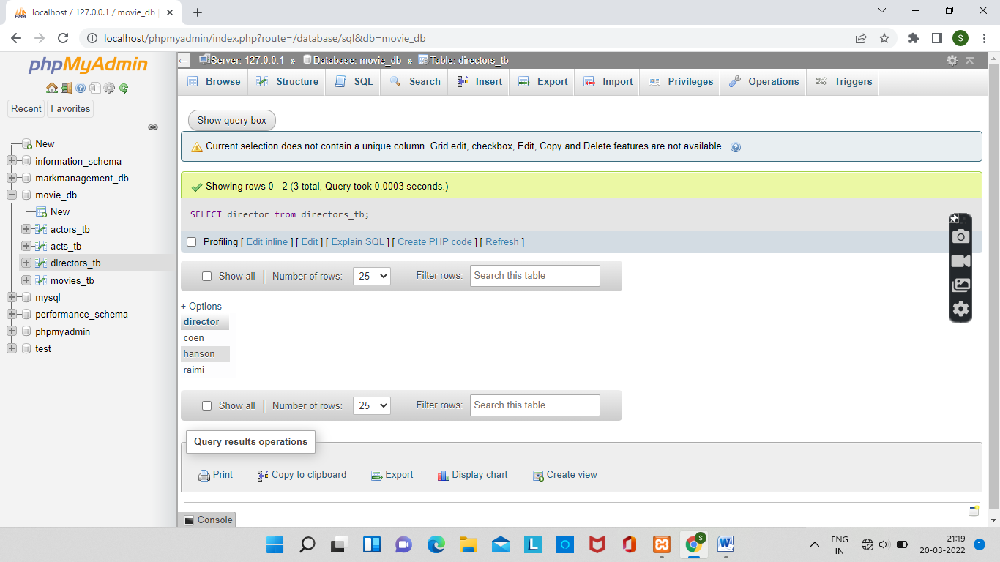 localhost / 127.0.0.1 / movie_db |
localhost/phpmyadmin/index.php?route=/database/sql&db=movie_db
S
phpMyAdmin
Recent Favorites
New
information_schema
markmanagement_db
movie_db
New
actors_tb
acts_tb
directors_tb
movies_tb
mysql
performance_schema
phpmyadmin
test
Server: 127.0.0.1 » Database: movie_db » Table: directors_tb
Browse Structure SQL Search Insert Export Import Privileges Operations Triggers
Show query box
Current selection does not contain a unique column. Grid edit, checkbox, Edit, Copy and Delete features are not available.
Showing rows 0 - 2 (3 total, Query took 0.0003 seconds.)
SELECT director from directors_tb;
Profiling [ Edit inline ] [ Edit ] [ Explain SQL ] [ Create PHP code ] [ Refresh ]
Show all | Number of rows: 25 Filter rows: Search this table
+ Options
director
coen
hanson
raimi
Show all | Number of rows: 25 Filter rows: Search this table
Query results operations
Print Copy to clipboard Export Display chart Create view
Console
ENG
IN
21:19
20-03-2022
1